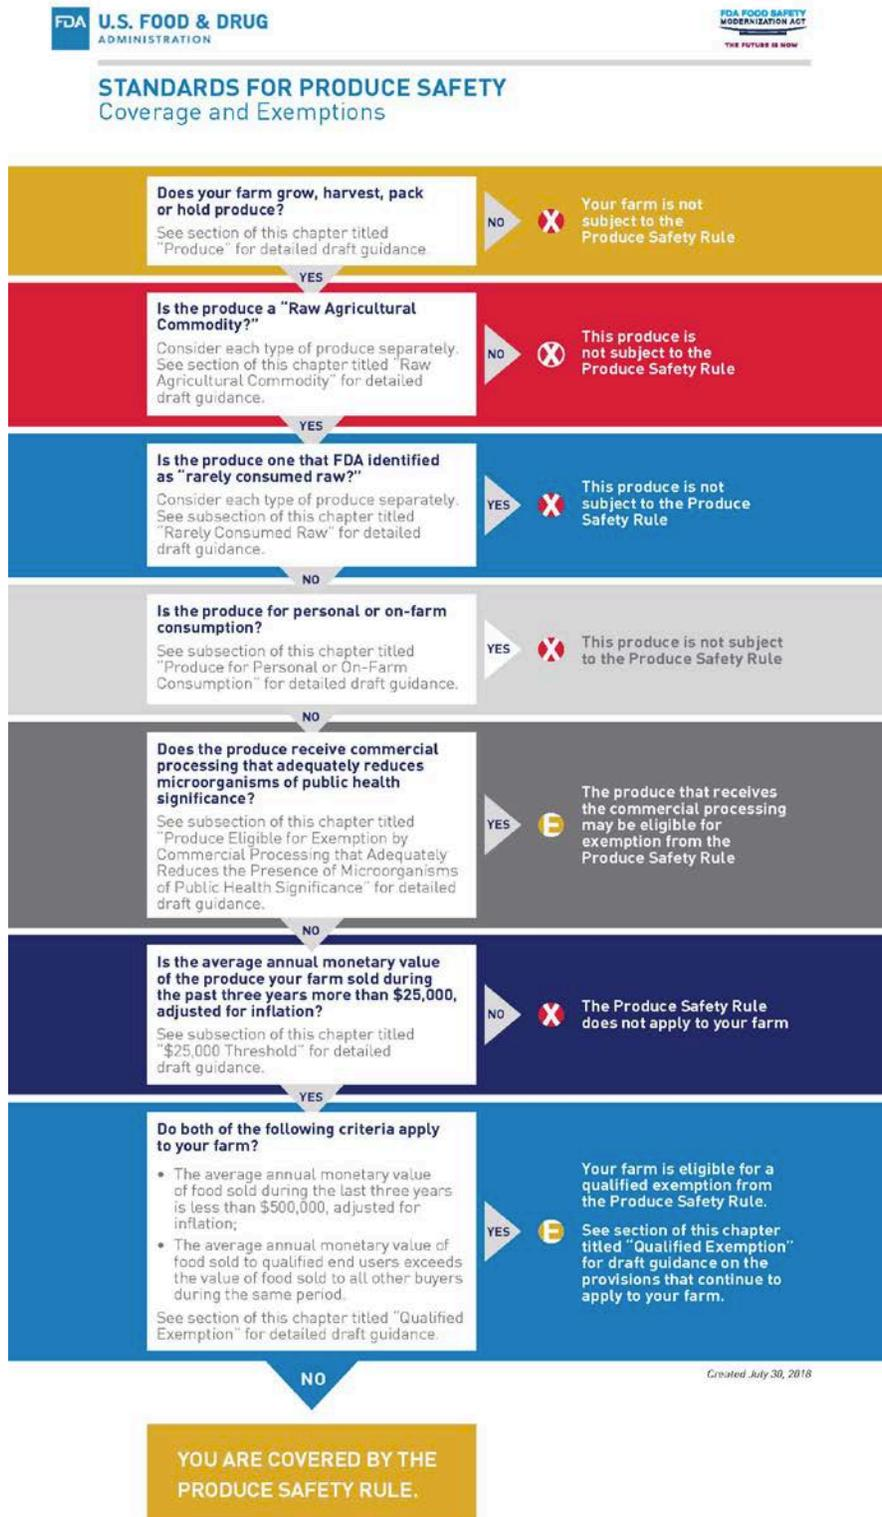 FDA U.S. FOOD & DRUG
ADMINISTRATION
FDA FOOD SAFETY
MODERNIZATION ACT
THE FUTURE IS NOW
STANDARDS FOR PRODUCE SAFETY
Coverage and Exemptions
Does your farm grow, harvest, pack
or hold produce?
See section of this chapter titled
"Produce" for detailed draft guidance.
NO
X
Your farm is not
subject to the
Produce Safety Rule
YES
Is the produce a "Raw Agricultural
Commodity?"
Consider each type of produce separately.
See section of this chapter titled "Raw
Agricultural Commodity" for detailed
draft guidance.
NO
X
This produce is
not subject to the
Produce Safety Rule
YES
Is the produce one that FDA identified
as "rarely consumed raw?"
Consider each type of produce separately.
See subsection of this chapter titled
"Rarely Consumed Raw" for detailed
draft guidance.
YES
X
This produce is not
subject to the Produce
Safety Rule
NO
Is the produce for personal or on-farm
consumption?
See subsection of this chapter titled
"Produce for Personal or On-Farm
Consumption" for detailed draft guidance.
YES
X
This produce is not subject
to the Produce Safety Rule
NO
Does the produce receive commercial
processing that adequately reduces
microorganisms of public health
significance?
See subsection of this chapter titled
"Produce Eligible for Exemption by
Commercial Processing that Adequately
Reduces the Presence of Microorganisms
of Public Health Significance" for detailed
draft guidance.
YES
E
The produce that receives
the commercial processing
may be eligible for
exemption from the
Produce Safety Rule
NO
Is the average annual monetary value
of the produce your farm sold during
the past three years more than $25,000,
adjusted for inflation?
See subsection of this chapter titled
"$25,000 Threshold" for detailed
draft guidance.
NO
X
The Produce Safety Rule
does not apply to your farm
YES
Do both of the following criteria apply
to your farm?
• The average annual monetary value
of food sold during the last three years
is less than $500,000, adjusted for
inflation;
• The average annual monetary value of
food sold to qualified end users exceeds
the value of food sold to all other buyers
during the same period.
See section of this chapter titled "Qualified
Exemption" for detailed draft guidance.
YES
E
Your farm is eligible for a
qualified exemption from
the Produce Safety Rule.
See section of this chapter
titled "Qualified Exemption"
for draft guidance on the
provisions that continue to
apply to your farm.
NO
Created July 30, 2018
YOU ARE COVERED BY THE
PRODUCE SAFETY RULE.